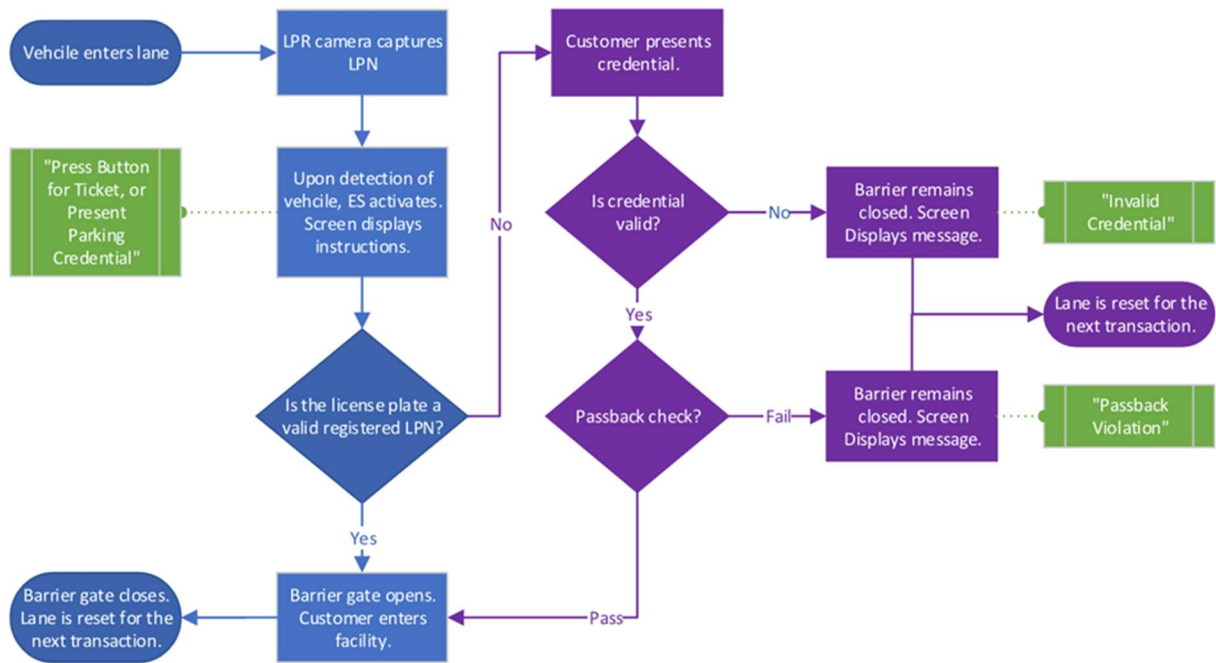 Vehcile enters lane
LPR camera captures
LPN
Customer presents
credential.
"Press Button
for Ticket, or
Present
Parking
Credential"
Upon detection of
vehcile, ES activates.
Screen displays
instructions.
No
Is credential
valid?
No
Barrier remains
closed. Screen
Displays message.
"Invalid
Credential"
Yes
Lane is reset for the
next transaction.
Is the license plate a
valid registered LPN?
Passback check?
Fail
Barrier remains
closed. Screen
Displays message.
"Passback
Violation"
Yes
Barrier gate closes.
Lane is reset for the
next transaction.
Barrier gate opens.
Customer enters
facility.
Pass